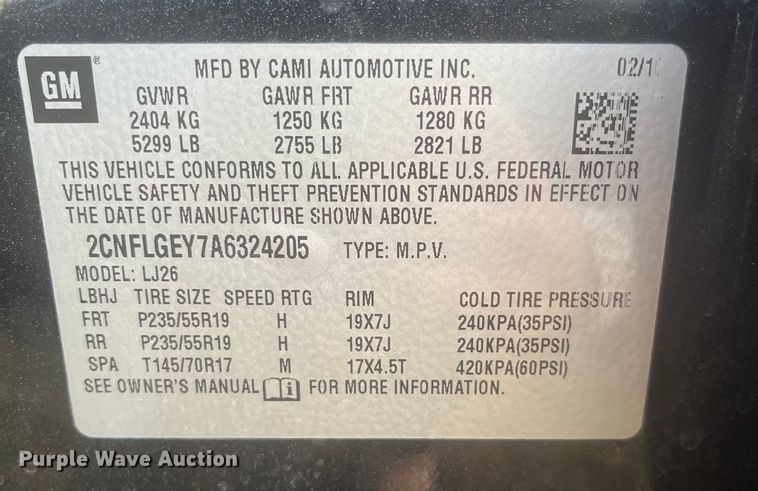 GM ®
MFD BY CAMI AUTOMOTIVE INC. 02/1
GVWR GAWR FRT GAWR RR
2404 KG 1250 KG 1280 KG
5299 LB 2755 LB 2821 LB
THIS VEHICLE CONFORMS TO ALL APPLICABLE U.S. FEDERAL MOTOR
VEHICLE SAFETY AND THEFT PREVENTION STANDARDS IN EFFECT ON
THE DATE OF MANUFACTURE SHOWN ABOVE.
2CNFLGEY7A6324205 TYPE: M.P.V.
MODEL: LJ26
LBHJ TIRE SIZE SPEED RTG RIM COLD TIRE PRESSURE
FRT P235/55R19 H 19X7J 240KPA(35PSI)
RR P235/55R19 H 19X7J 240KPA(35PSI)
SPA T145/70R17 M 17X4.5T 420KPA(60PSI)
SEE OWNER'S MANUAL i FOR MORE INFORMATION.
Purple Wave Auction